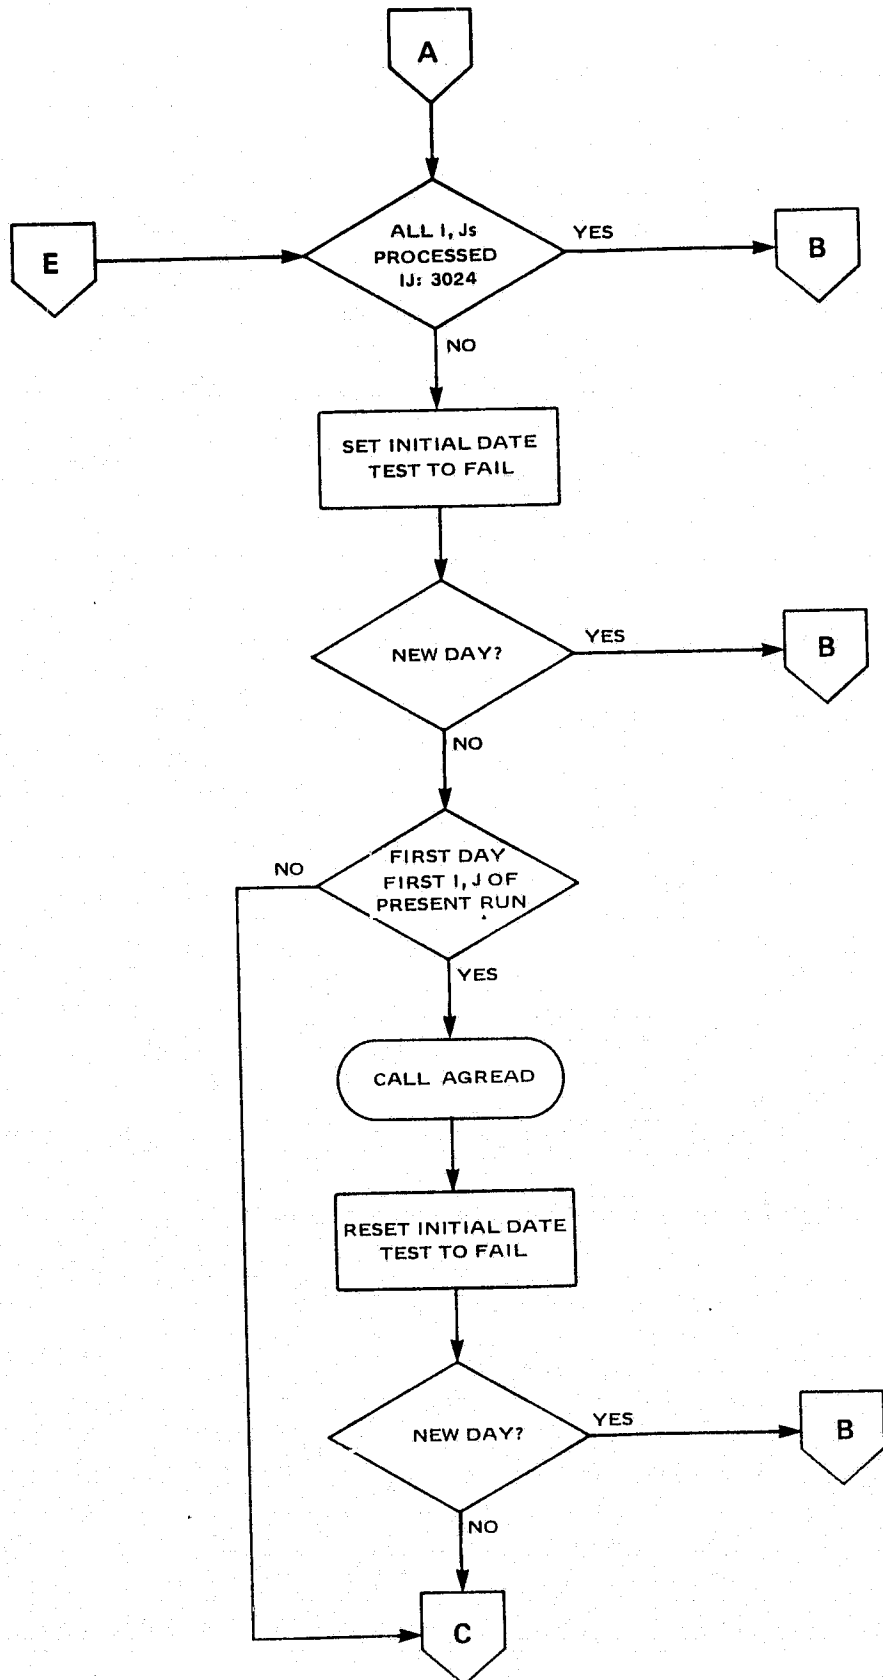 A
E
ALL I, Js
PROCESSED
IJ: 3024
YES
B
NO
SET INITIAL DATE
TEST TO FAIL
NEW DAY?
YES
B
NO
NO
FIRST DAY
FIRST I, J OF
PRESENT RUN
YES
CALL AGREAD
RESET INITIAL DATE
TEST TO FAIL
NEW DAY?
YES
B
NO
C